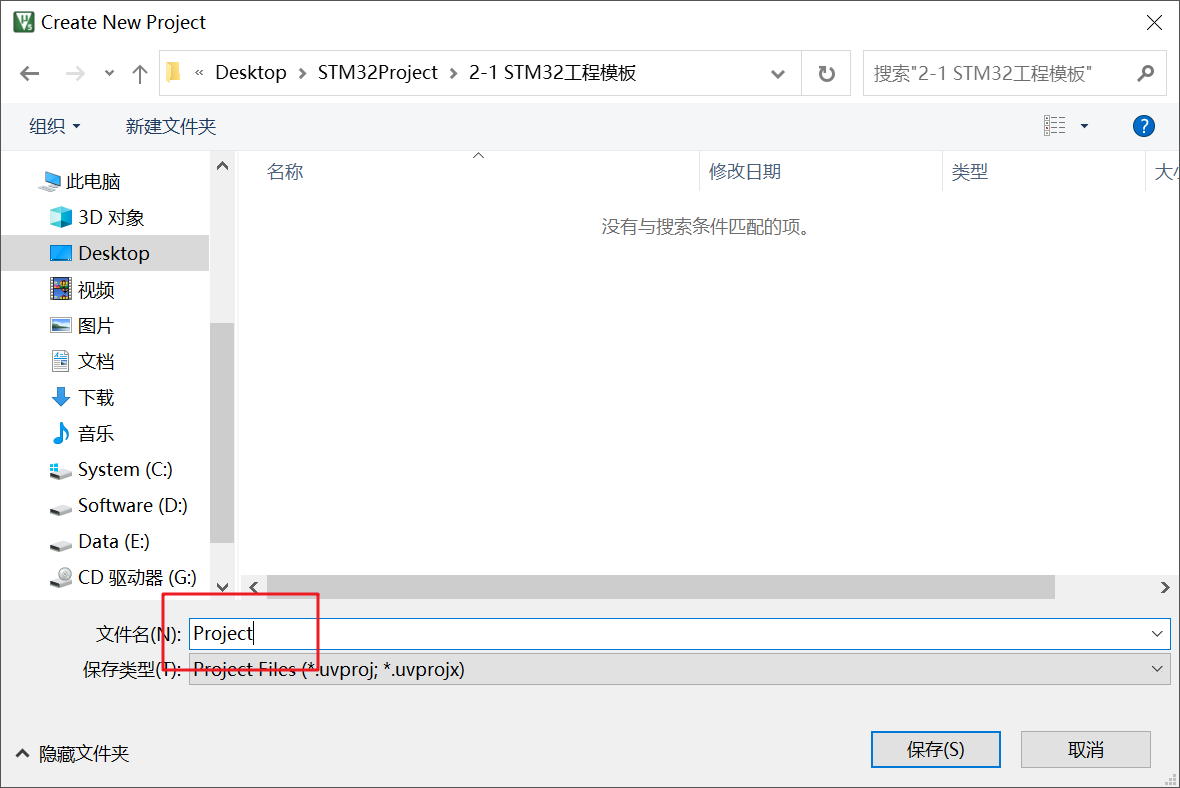 Create New Project
« Desktop > STM32Project > 2-1 STM32工程模板
搜索"2-1 STM32工程模板"
组织
新建文件夹
?
名称
修改日期
类型
大小
没有与搜索条件匹配的项。
此电脑
3D 对象
Desktop
视频
图片
文档
下载
音乐
System (C:)
Software (D:)
Data (E:)
CD 驱动器 (G:)
文件名(N):
Project
保存类型(T):
Project Files (*.uvproj; *.uvprojx)
隐藏文件夹
保存(S)
取消